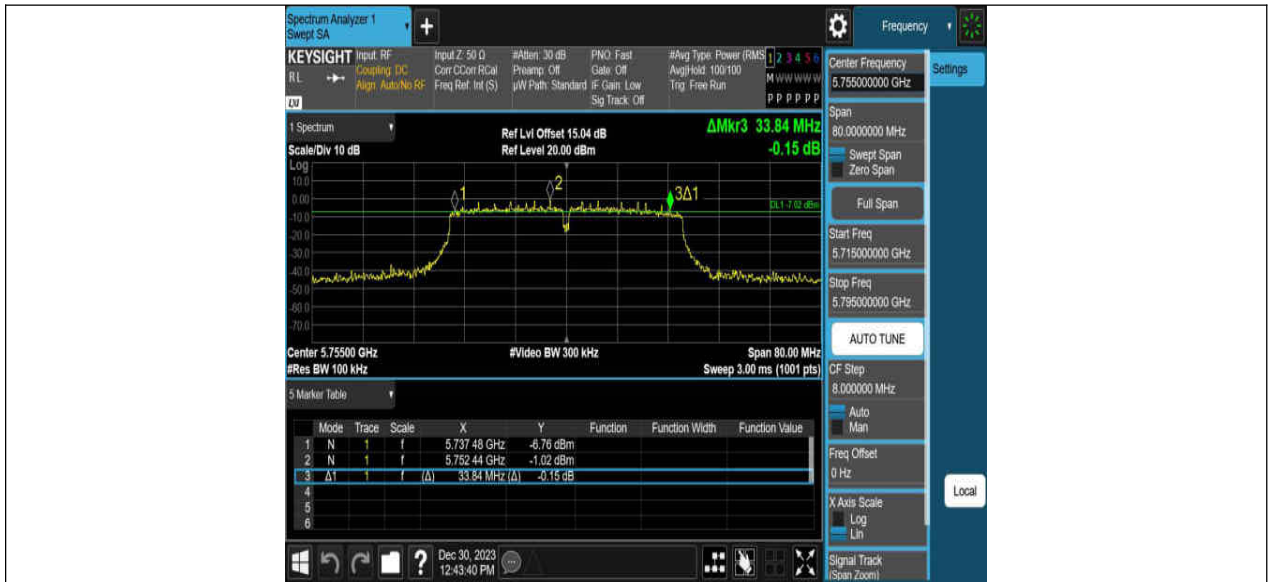 Spectrum Analyzer 1
Swept SA
+
Frequency
KEYSIGHT
RL
LXI
Input: RF
Coupling: DC
Align: Auto/No RF
Input Z: 50 Ω
Corr CCorr RCal
Freq Ref: Int (S)
#Atten: 30 dB
Preamp: Off
µW Path: Standard
PNO: Fast
Gate: Off
IF Gain: Low
Sig Track: Off
#Avg Type: Power (RMS
Avg|Hold: 100/100
Trig: Free Run
1 2 3 4 5 6
M W W W W W
P P P P P P
1 Spectrum
Scale/Div 10 dB
Log
Ref Lvl Offset 15.04 dB
Ref Level 20.00 dBm
ΔMkr3 33.84 MHz
-0.15 dB
10.0
0.00
-10.0
-20.0
-30.0
-40.0
-50.0
-60.0
-70.0
1
2
3Δ1
DL1 -7.02 dBm
Center 5.75500 GHz
#Res BW 100 kHz
#Video BW 300 kHz
Span 80.00 MHz
Sweep 3.00 ms (1001 pts)
5 Marker Table
Mode Trace Scale X Y Function Function Width Function Value
1 N 1 f 5.737 48 GHz -6.76 dBm
2 N 1 f 5.752 44 GHz -1.02 dBm
3 Δ1 1 f (Δ) 33.84 MHz (Δ) -0.15 dB
4
5
6
?
Dec 30, 2023
12:43:40 PM
Center Frequency
5.755000000 GHz
Span
80.0000000 MHz
Swept Span
Zero Span
Full Span
Start Freq
5.715000000 GHz
Stop Freq
5.795000000 GHz
AUTO TUNE
CF Step
8.000000 MHz
Auto
Man
Freq Offset
0 Hz
X Axis Scale
Log
Lin
Signal Track
(Span Zoom)
Settings
Local